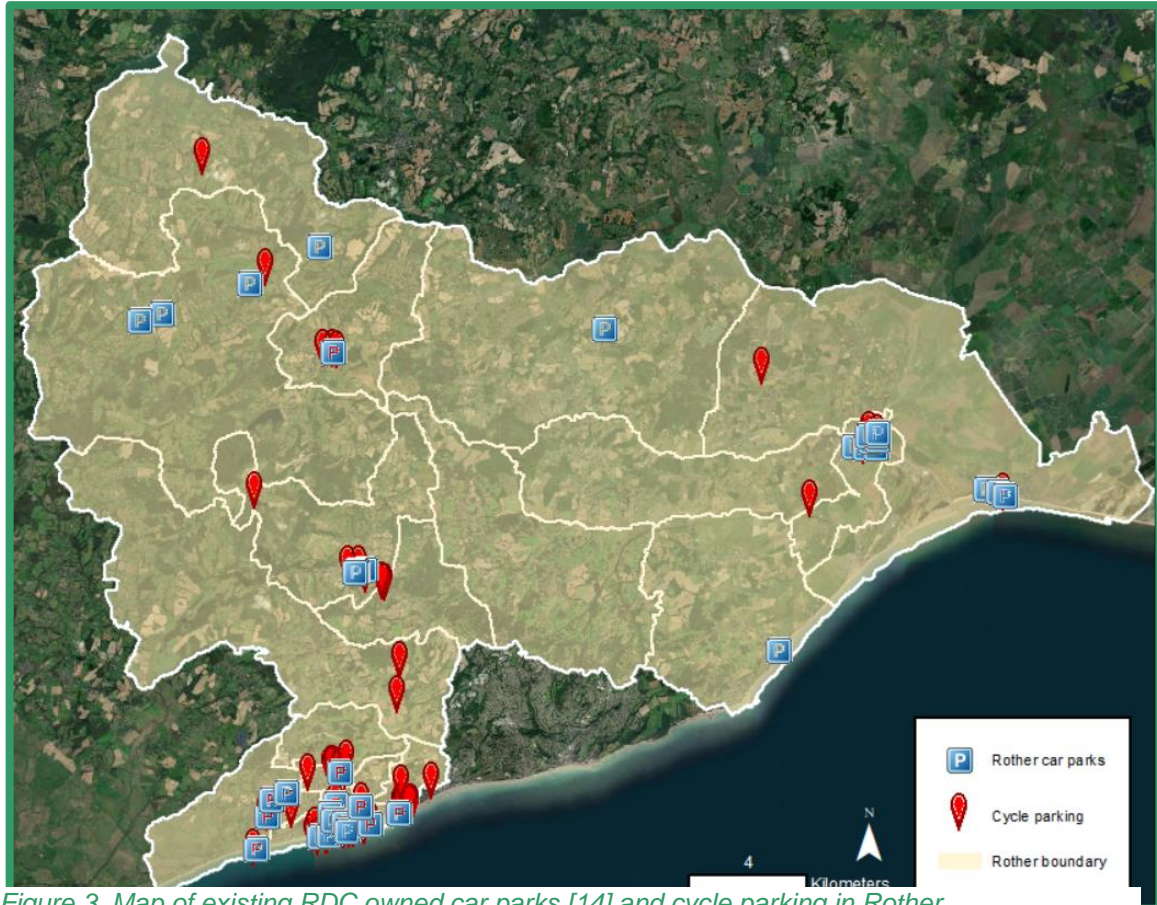 P
Rother car parks
Cycle parking
N
Rother boundary
4
Kilometers
Figure 3. Map of existing RDC owned car parks [14] and cycle parking in Rother